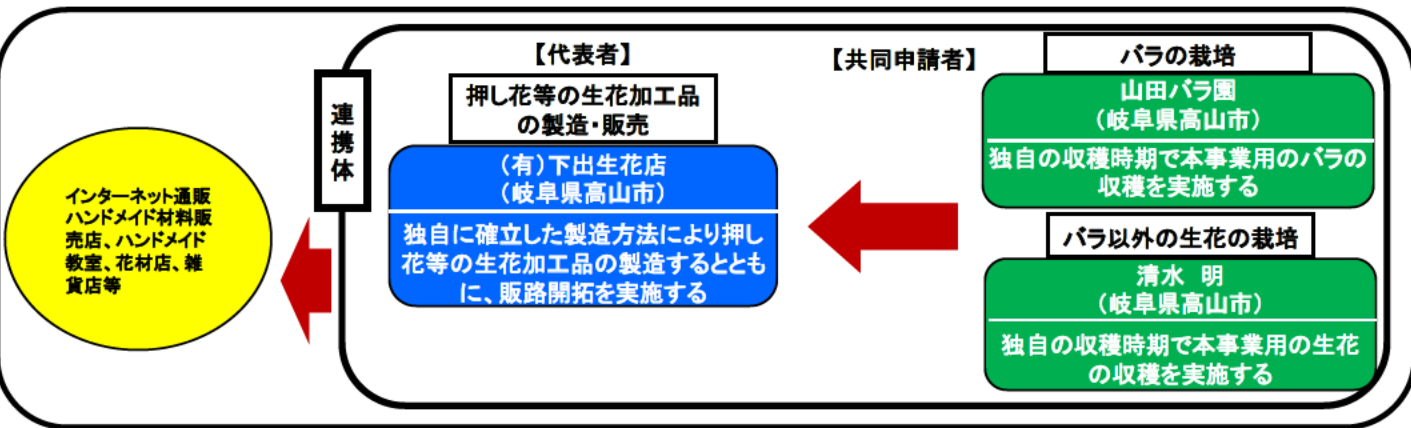 インターネット通販
ハンドメイド材料販
売店、ハンドメイド
教室、花材店、雑
貨店等
連携体
【代表者】
押し花等の生花加工品
の製造・販売
(有)下出生花店
(岐阜県高山市)
独自に確立した製造方法により押し
花等の生花加工品の製造するととも
に、販路開拓を実施する
【共同申請者】
バラの栽培
山田バラ園
(岐阜県高山市)
独自の収穫時期で本事業用のバラの
収穫を実施する
バラ以外の生花の栽培
清水 明
(岐阜県高山市)
独自の収穫時期で本事業用の生花
の収穫を実施する